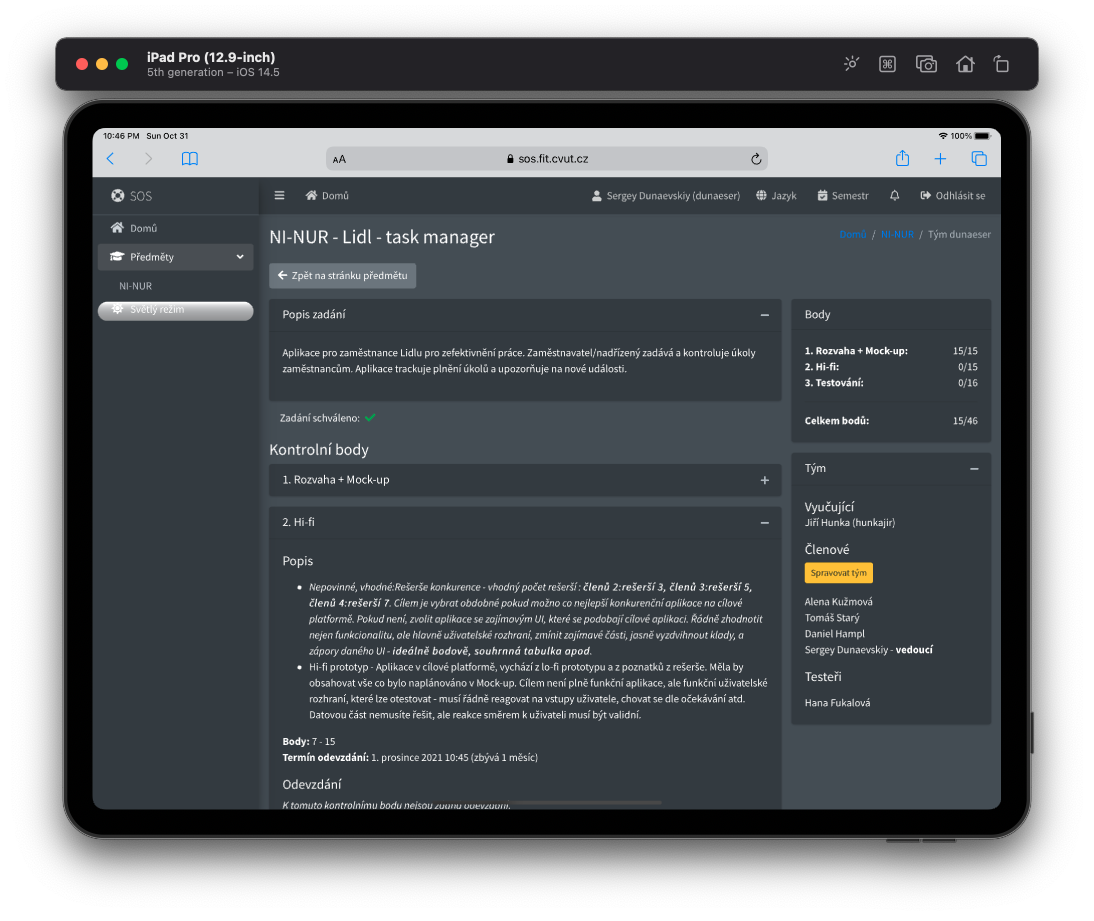 iPad Pro (12.9-inch)
5th generation – iOS 14.5
10:46 PM Sun Oct 31
100%
AA
sos.fit.cvut.cz
SOS
Domů
Sergey Dunaevskiy (dunaeser)
Jazyk
Semestr
Odhlásit se
Domů
Předměty
NI-NUR
Světlý režim
NI-NUR - Lidl - task manager
Domů / NI-NUR / Tým dunaeser
Zpět na stránku předmětu
Popis zadání
Aplikace pro zaměstnance Lidlu pro zefektivnění práce. Zaměstnavatel/nadřízený zadává a kontroluje úkoly
zaměstnancům. Aplikace trackuje plnění úkolů a upozorňuje na nové události.
Zadání schváleno:
Kontrolní body
1. Rozvaha + Mock-up
2. Hi-fi
Popis
Nepovinné, vhodné:Rešerše konkurence - vhodný počet rešerší : členů 2:rešerší 3, členů 3:rešerší 5,
členů 4:rešerší 7. Cílem je vybrat obdobné pokud možno co nejlepší konkurenční aplikace na cílové
platformě. Pokud není, zvolit aplikace se zajímavým UI, které se podobají cílové aplikaci. Řádně zhodnotit
nejen funkcionalitu, ale hlavně uživatelské rozhraní, zmínit zajímavé části, jasně vyzdvihnout klady, a
zápory daného UI - ideálně bodově, souhrnná tabulka apod.
Hi-fi prototyp - Aplikace v cílové platformě, vychází z lo-fi prototypu a z poznatků z rešerše. Měla by
obsahovat vše co bylo naplánováno v Mock-up. Cílem není plně funkční aplikace, ale funkční uživatelské
rozhraní, které lze otestovat - musí řádně reagovat na vstupy uživatele, chovat se dle očekávání atd.
Datovou část nemusíte řešit, ale reakce směrem k uživateli musí být validní.
Body: 7 - 15
Termín odevzdání: 1. prosince 2021 10:45 (zbývá 1 měsíc)
Odevzdání
K tomuto kontrolnímu bodu nejsou žádná odevzdání.
Body
1. Rozvaha + Mock-up: 15/15
2. Hi-fi: 0/15
3. Testování: 0/16
Celkem bodů: 15/46
Tým
Vyučující
Jiří Hunka (hunkajir)
Členové
Spravovat tým
Alena Kužmová
Tomáš Starý
Daniel Hampl
Sergey Dunaevskiy - vedoucí
Testeři
Hana Fukalová